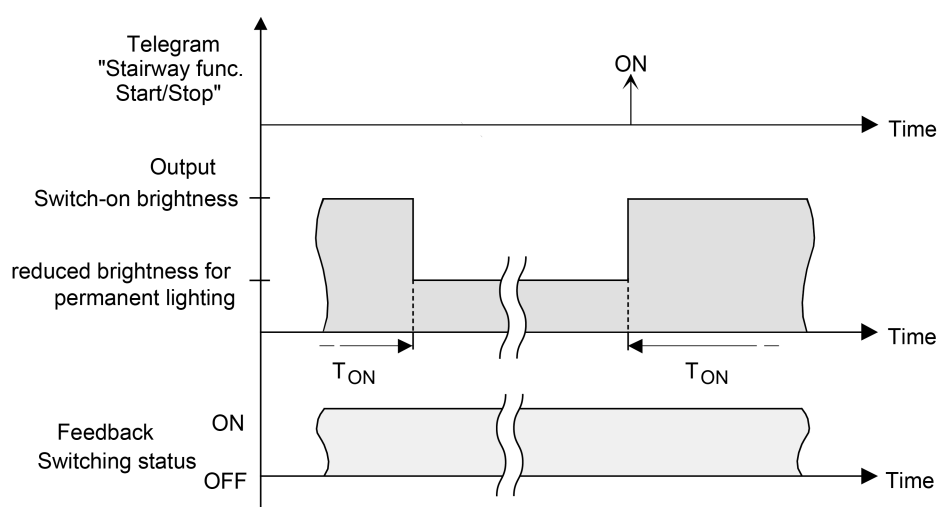 Telegram
"Stairway func.
Start/Stop"
ON
Time
Output
Switch-on brightness
reduced brightness for
permanent lighting
Time
TON
TON
Feedback
Switching status
ON
OFF
Time